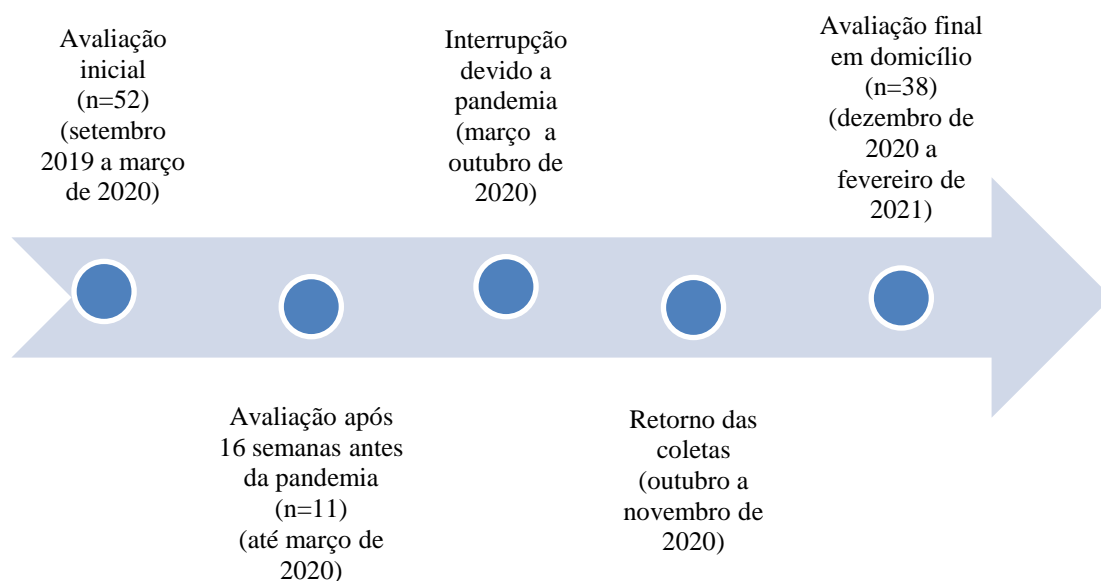 Avaliação
inicial
(n=52)
(setembro
2019 a março
de 2020)
Avaliação após
16 semanas antes
da pandemia
(n=11)
(até março de
2020)
Interrupção
devido a
pandemia
(março a
outubro de
2020)
Retorno das
coletas
(outubro a
novembro de
2020)
Avaliação final
em domicílio
(n=38)
(dezembro de
2020 a
fevereiro de
2021)